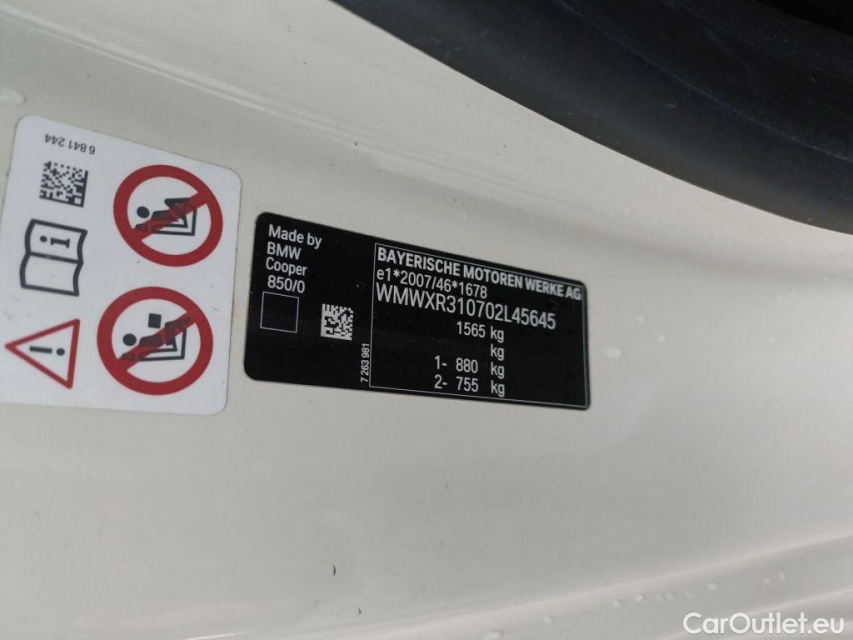 6 841 244
Made by
BMW
Cooper
850/0
7 263 981
BAYERISCHE MOTOREN WERKE AG
e1*2007/46*1678
WMWXR310702L45645
1565 kg
kg
1- 880 kg
2- 755 kg
CarOutlet.eu